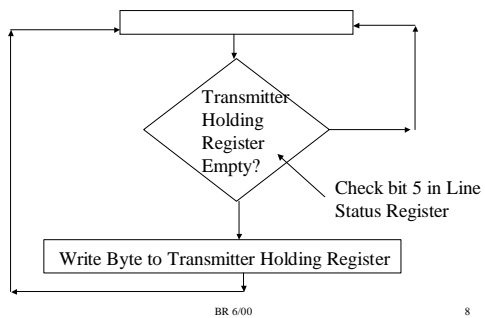 Transmitter
Holding
Register
Empty?
Check bit 5 in Line
Status Register
Write Byte to Transmitter Holding Register
BR 6/00
8